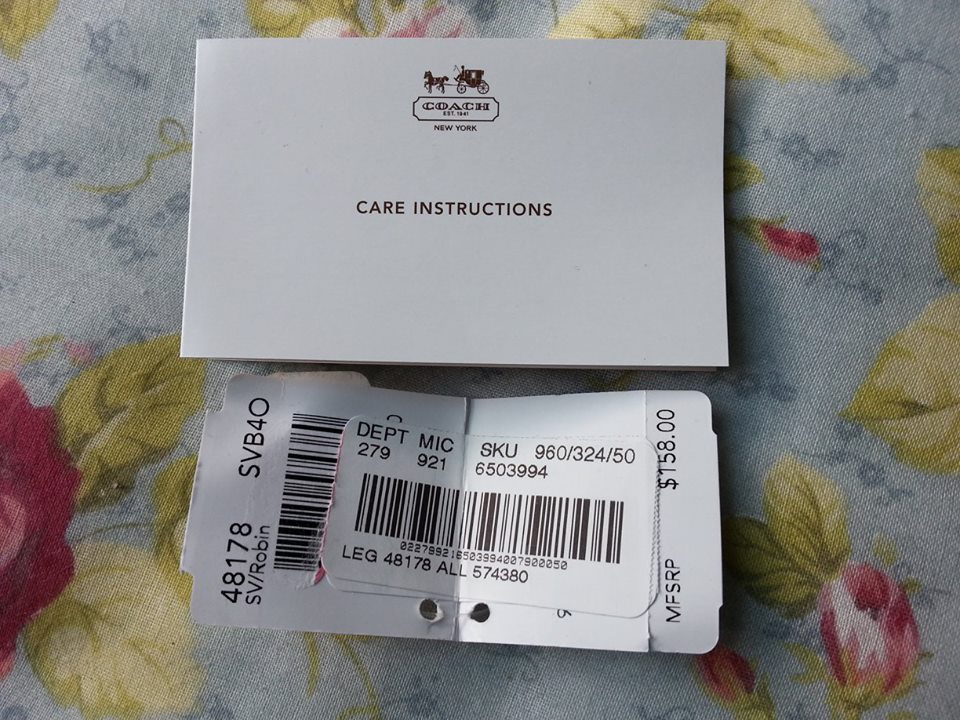 COACH
EST. 1941
NEW YORK
CARE INSTRUCTIONS
48178 SVB4O
SV/Robin
DEPT MIC SKU 960/324/50
279 921 6503994
022799216503994007900050
LEG 48178 ALL 574380
MFSRP $158.00